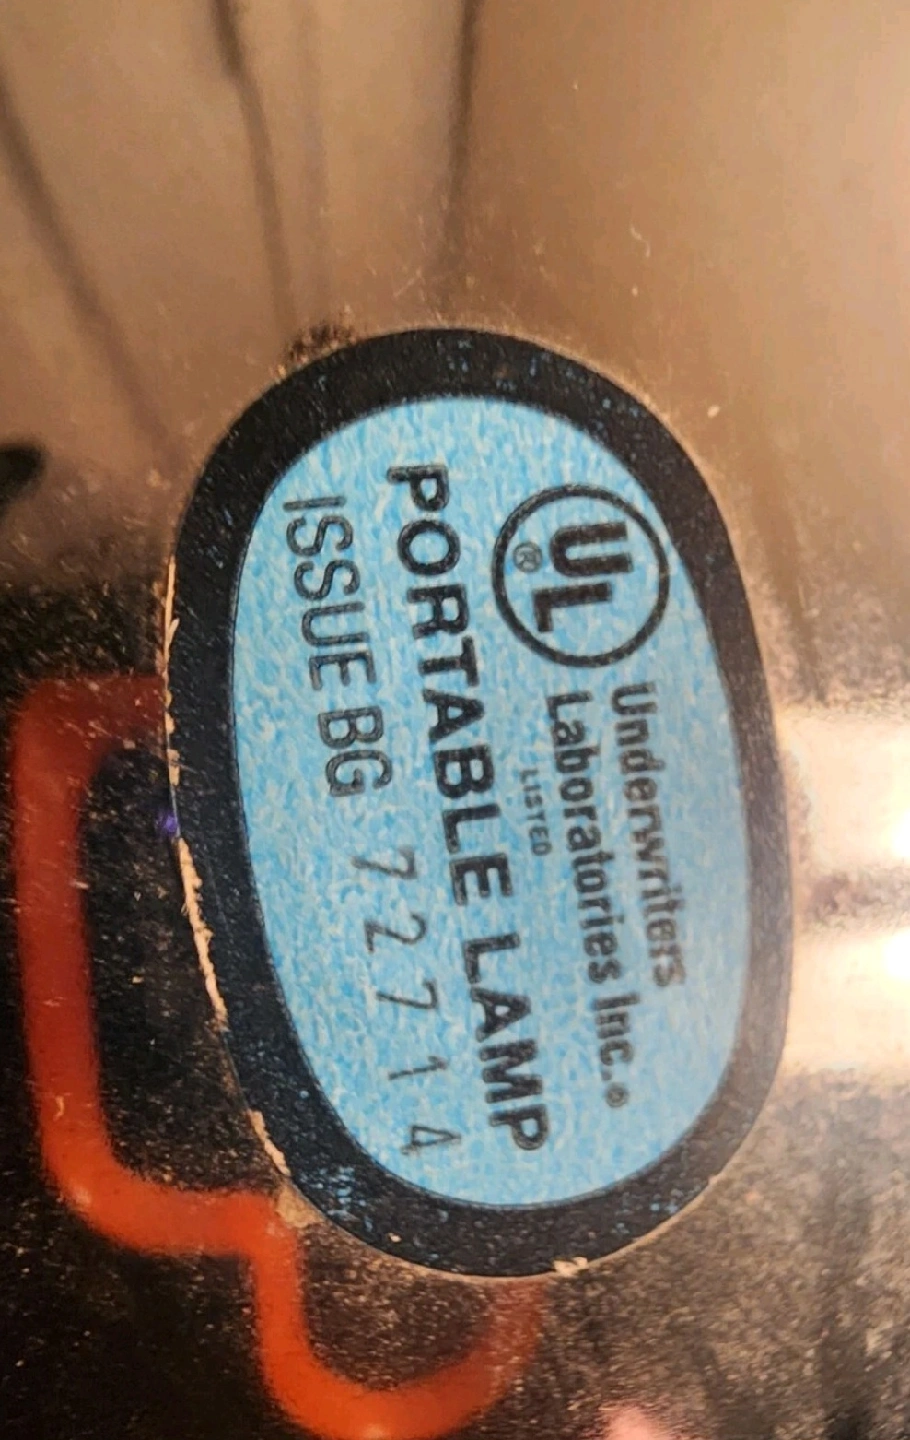 UL®
Underwriters
Laboratories Inc.®
LISTED
PORTABLE LAMP
ISSUE BG 72714